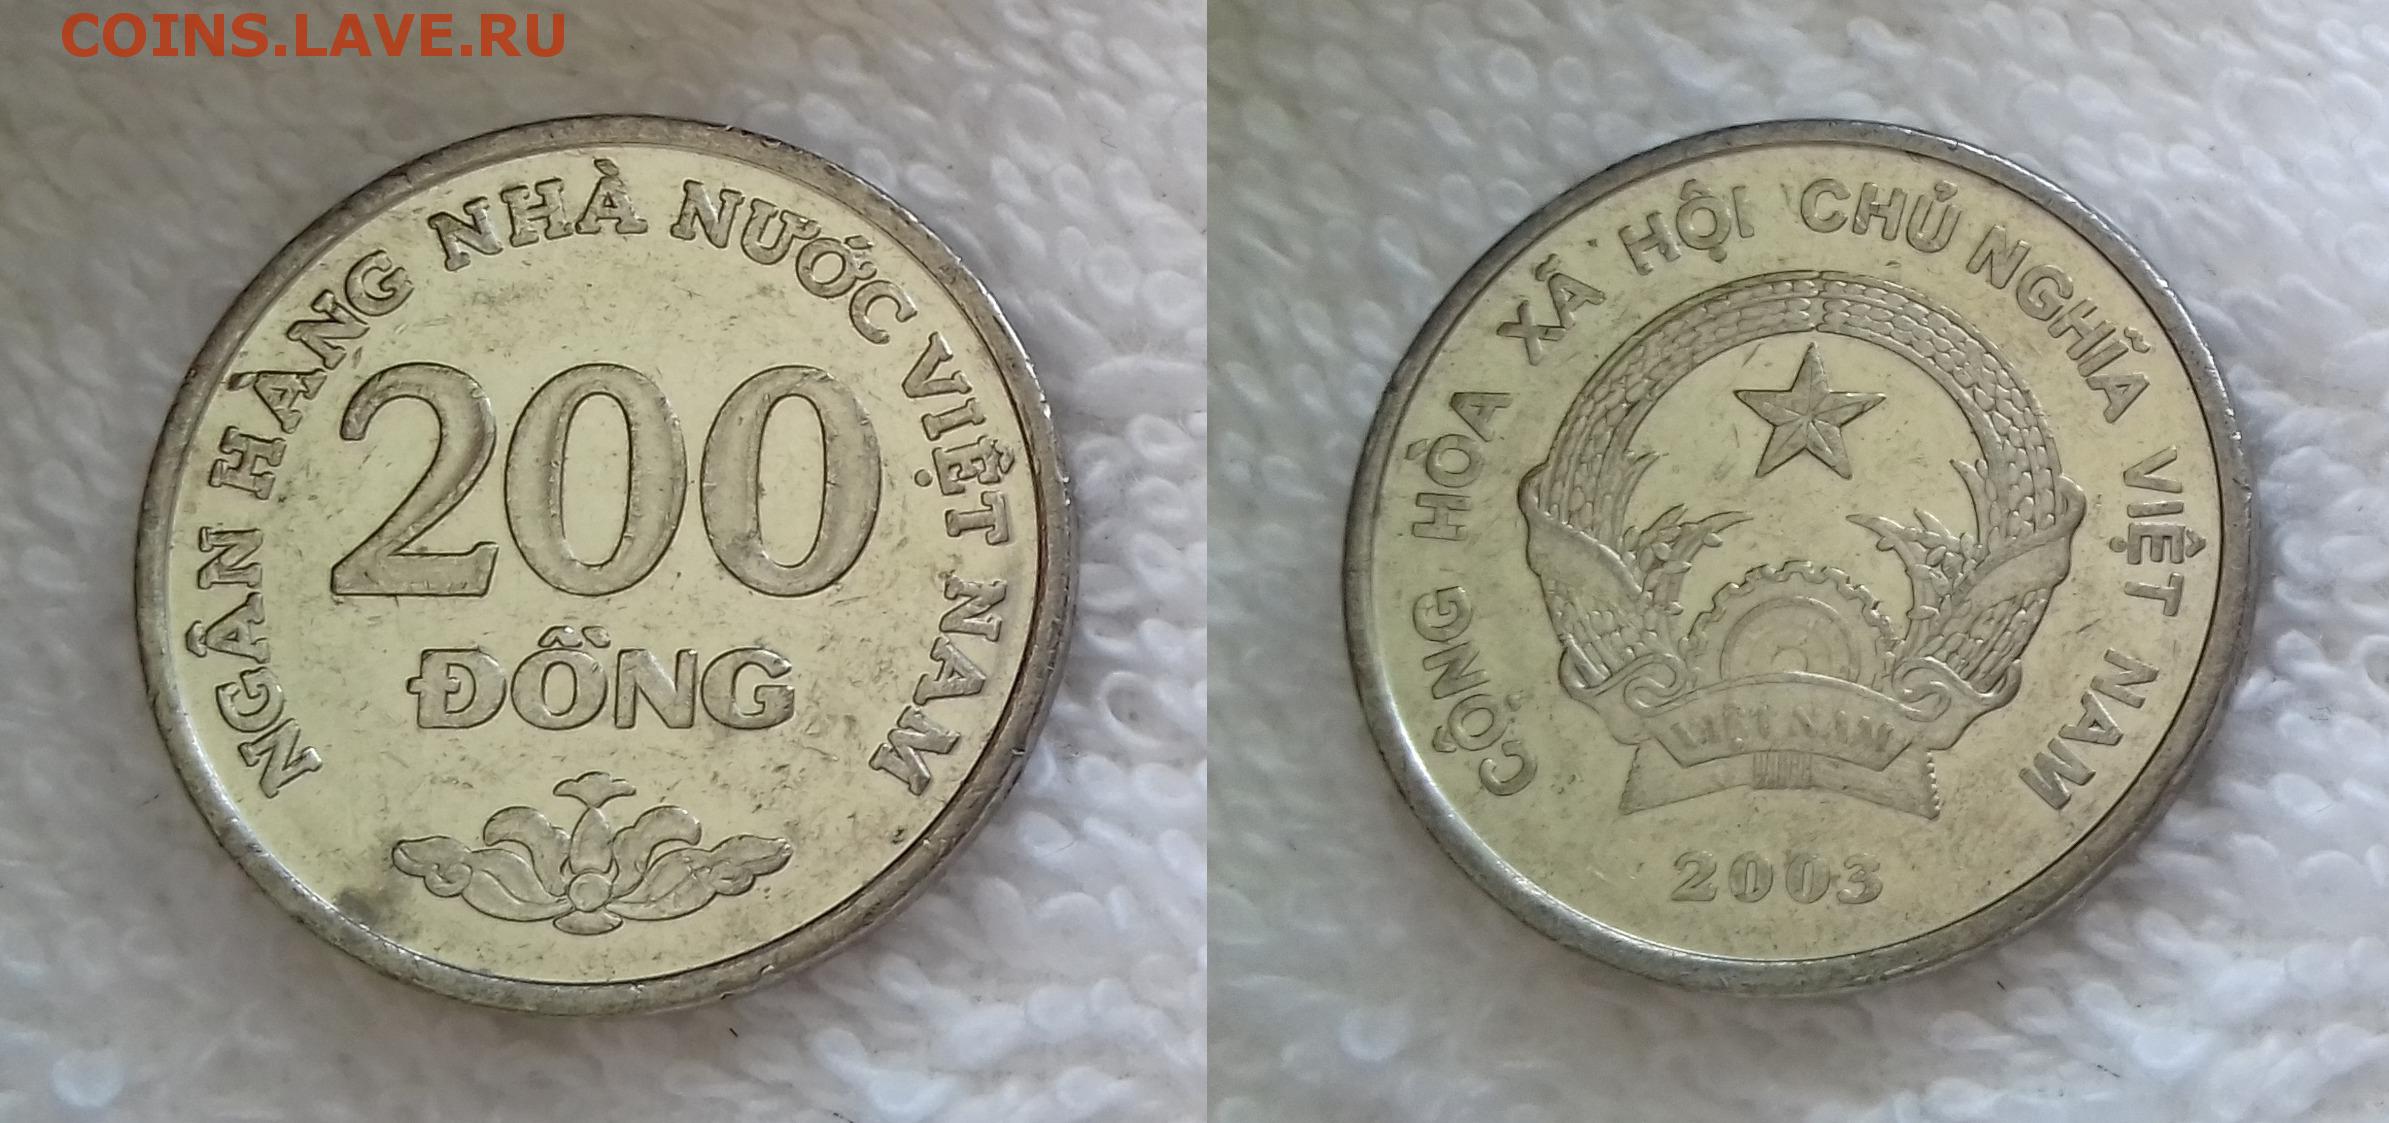 COINS.LAVE.RU
NGÂN HÀNG NHÀ NƯỚC VIỆT NAM
200
ĐỒNG
CỘNG HÒA XÃ HỘI CHỦ NGHĨA VIỆT NAM
VIỆT NAM
2003